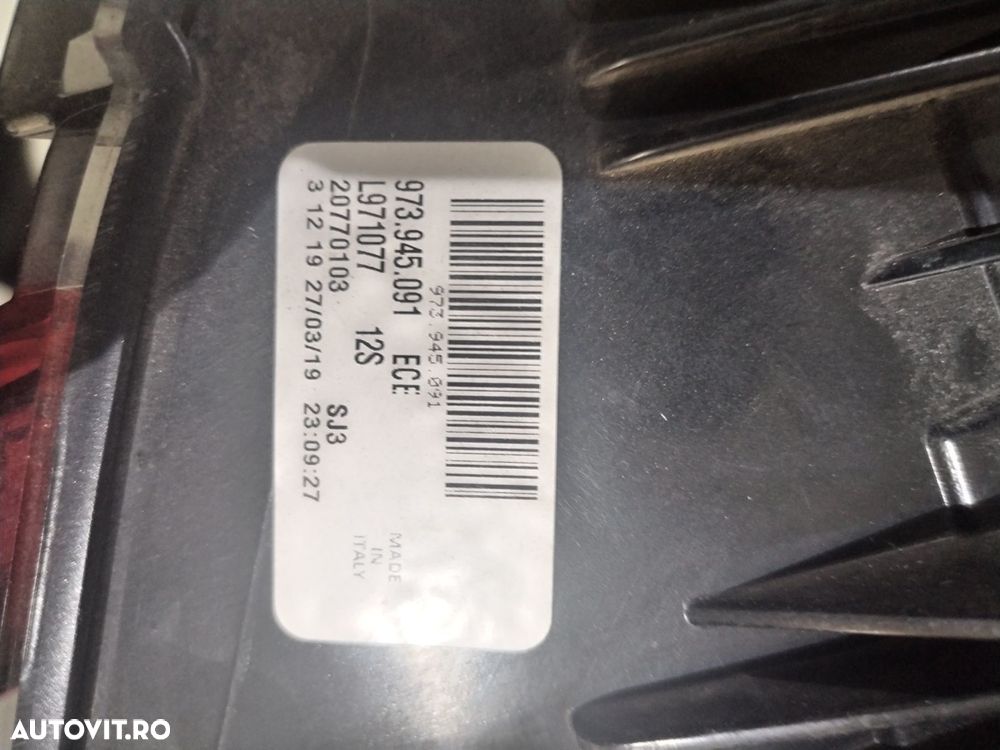 973.945.091
973.945.091 ECE
L971077 12S
20770103 SJ3
3 12 19 27/03/19 23:09:27
MADE
IN
ITALY
AUTOVIT.RO